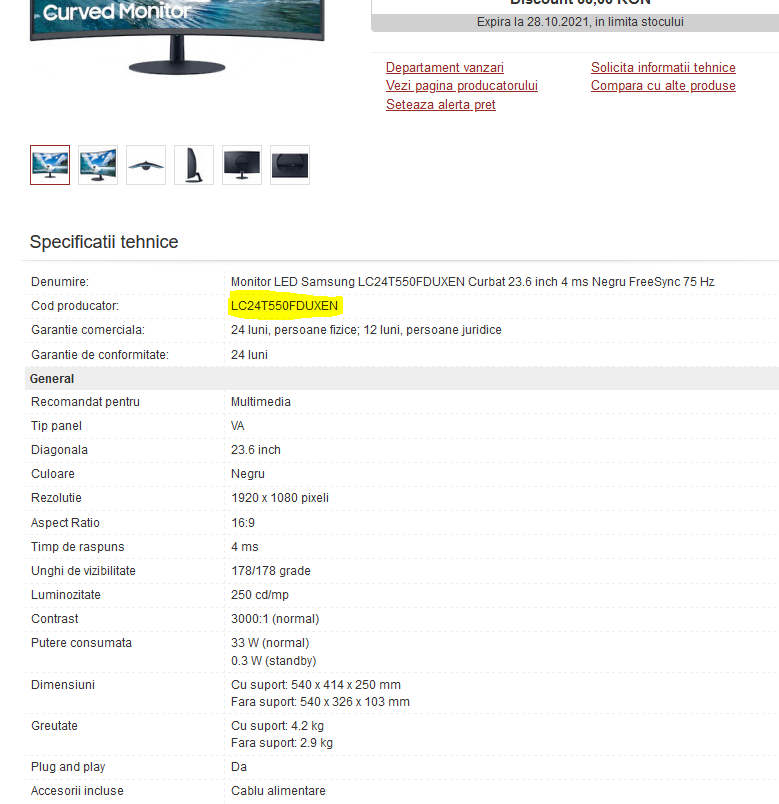 Curved Monitor
Discount 60,00 RON
Expira la 28.10.2021, in limita stocului
Departament vanzari
Solicita informatii tehnice
Vezi pagina producatorului
Compara cu alte produse
Seteaza alerta pret
Specificatii tehnice
Denumire: Monitor LED Samsung LC24T550FDUXEN Curbat 23.6 inch 4 ms Negru FreeSync 75 Hz
Cod producator: LC24T550FDUXEN
Garantie comerciala: 24 luni, persoane fizice; 12 luni, persoane juridice
Garantie de conformitate: 24 luni
General
Recomandat pentru Multimedia
Tip panel VA
Diagonala 23.6 inch
Culoare Negru
Rezolutie 1920 x 1080 pixeli
Aspect Ratio 16:9
Timp de raspuns 4 ms
Unghi de vizibilitate 178/178 grade
Luminozitate 250 cd/mp
Contrast 3000:1 (normal)
Putere consumata 33 W (normal)
0.3 W (standby)
Dimensiuni Cu suport: 540 x 414 x 250 mm
Fara suport: 540 x 326 x 103 mm
Greutate Cu suport: 4.2 kg
Fara suport: 2.9 kg
Plug and play Da
Accesorii incluse Cablu alimentare